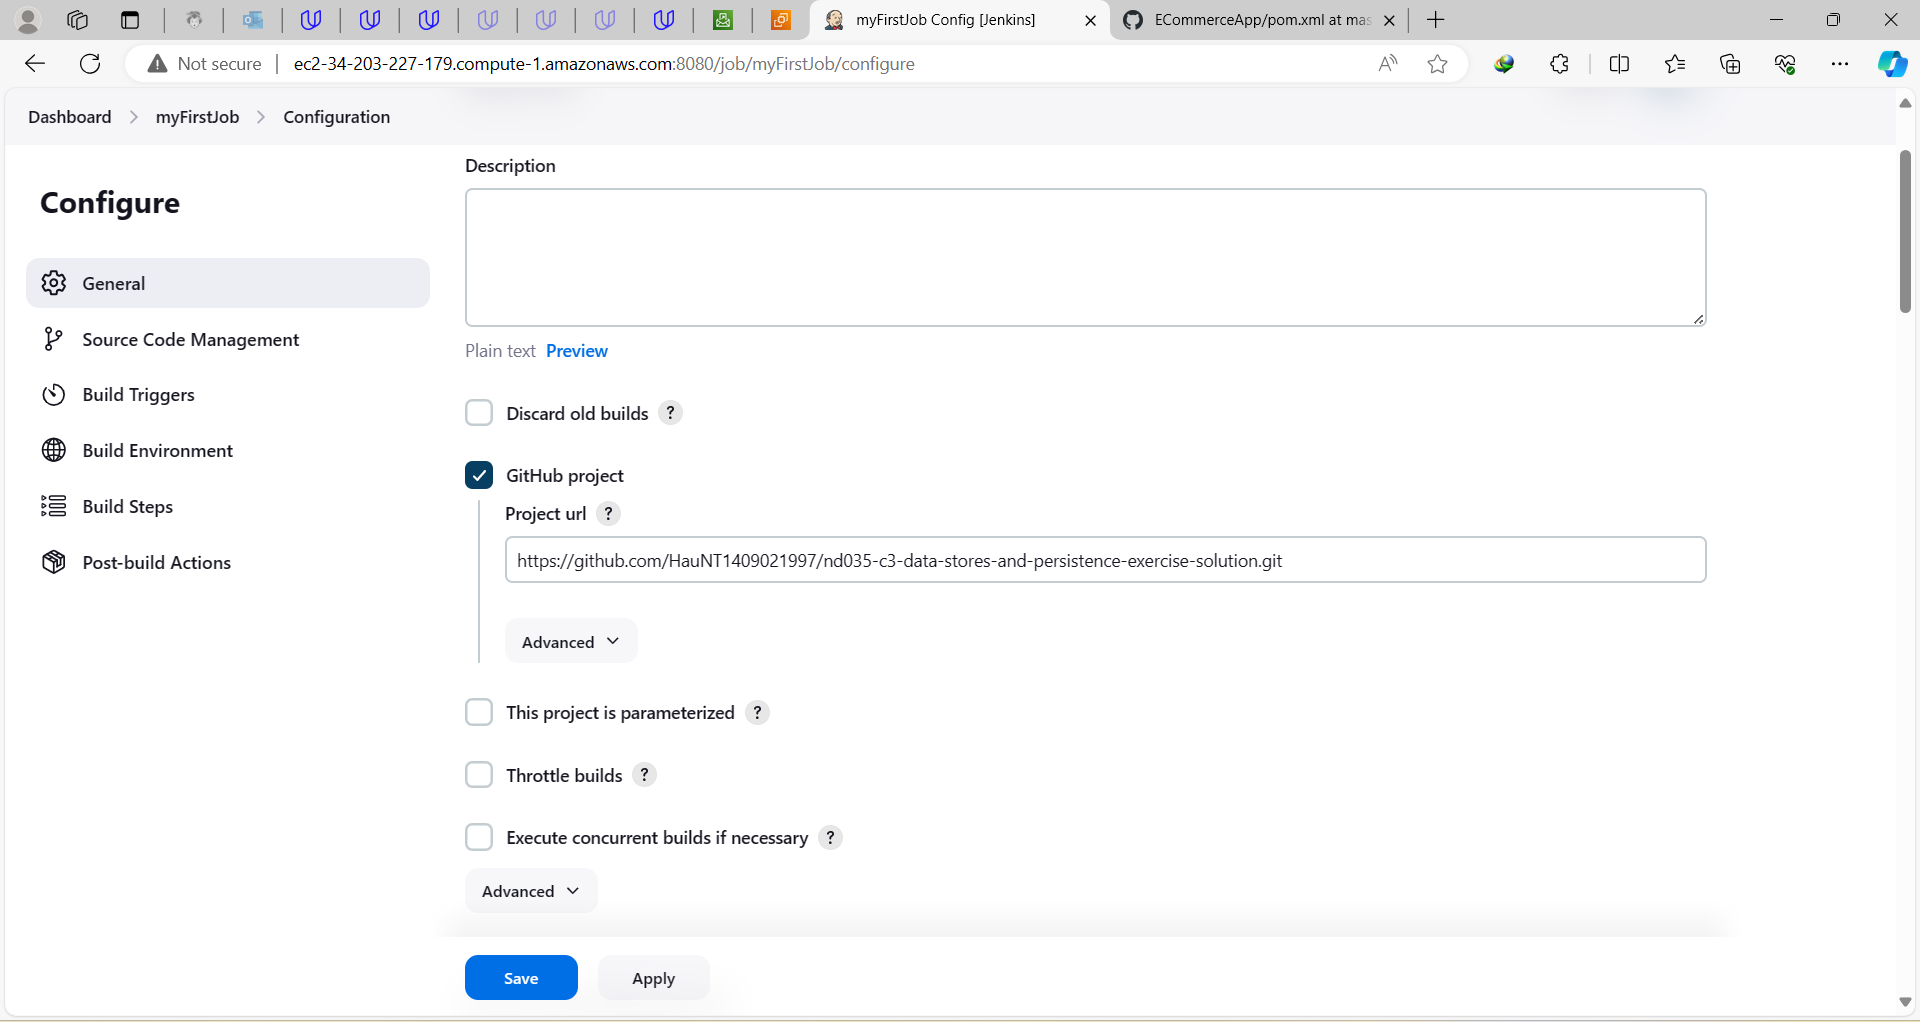 myFirstJob Config [Jenkins]
ECommerceApp/pom.xml at mas
Not secure
ec2-34-203-227-179.compute-1.amazonaws.com:8080/job/myFirstJob/configure
Dashboard
myFirstJob
Configuration
Configure
General
Source Code Management
Build Triggers
Build Environment
Build Steps
Post-build Actions
Description
Plain text Preview
Discard old builds ?
GitHub project
Project url ?
https://github.com/HauNT1409021997/nd035-c3-data-stores-and-persistence-exercise-solution.git
Advanced
This project is parameterized ?
Throttle builds ?
Execute concurrent builds if necessary ?
Advanced
Save
Apply